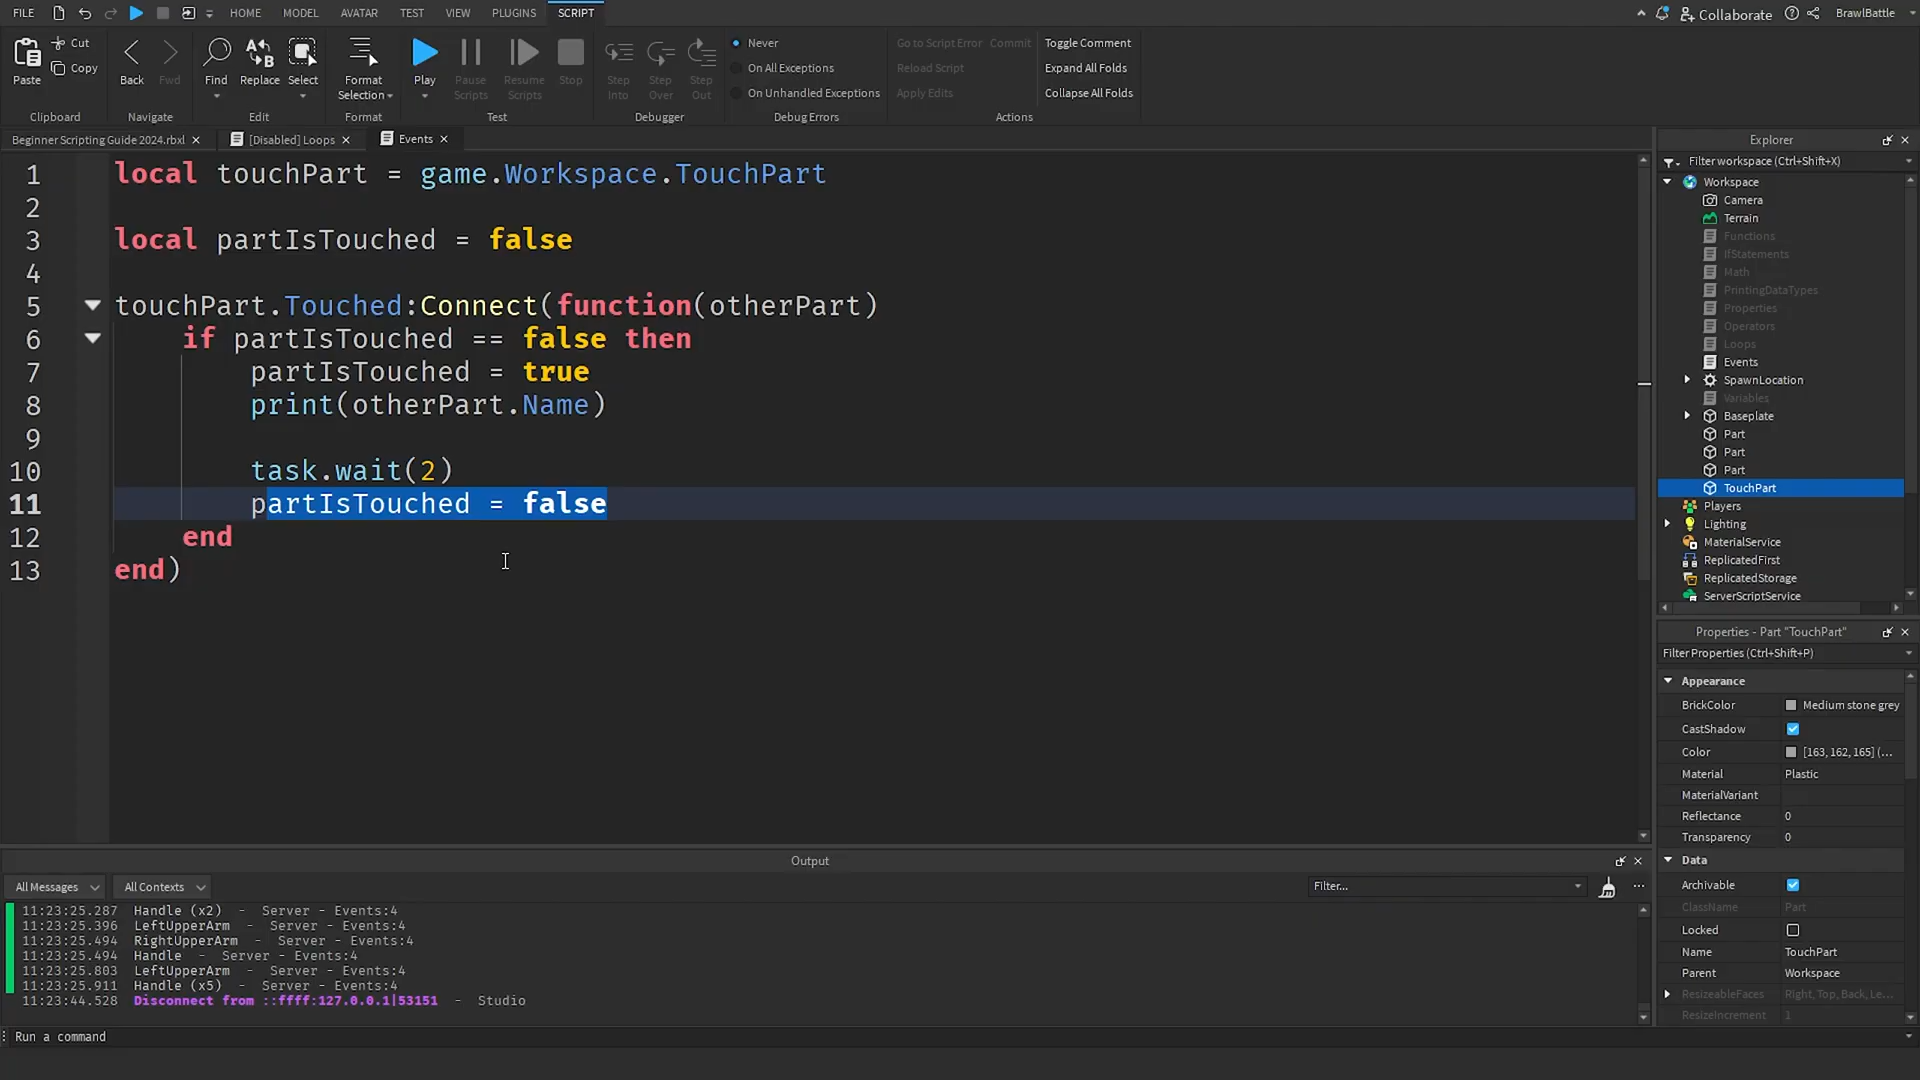 FILE HOME MODEL AVATAR TEST VIEW PLUGINS SCRIPT Collaborate BrawlBattle
Paste Cut Copy
Back Fwd
Find Replace Select
Format Selection
Play Pause Scripts Resume Scripts Stop
Step Into Step Over Step Out
Never
On All Exceptions
On Unhandled Exceptions
Go to Script Error Commit
Reload Script
Apply Edits
Toggle Comment
Expand All Folds
Collapse All Folds
Clipboard Navigate Edit Format Test Debugger Debug Errors Actions
Beginner Scripting Guide 2024.rbxl [Disabled] Loops Events
1 local touchPart = game.Workspace.TouchPart
2
3 local partIsTouched = false
4
5 touchPart.Touched:Connect(function(otherPart)
6 if partIsTouched == false then
7 partIsTouched = true
8 print(otherPart.Name)
9
10 task.wait(2)
11 partIsTouched = false
12 end
13 end)
Explorer
Filter workspace (Ctrl+Shift+X)
Workspace
Camera
Terrain
Functions
IfStatements
Math
PrintingDataTypes
Properties
Operators
Loops
Events
SpawnLocation
Variables
Baseplate
Part
Part
Part
TouchPart
Players
Lighting
MaterialService
ReplicatedFirst
ReplicatedStorage
ServerScriptService
Properties - Part "TouchPart"
Filter Properties (Ctrl+Shift+P)
Appearance
BrickColor Medium stone grey
CastShadow
Color [163, 162, 165] (...
Material Plastic
MaterialVariant
Reflectance 0
Transparency 0
Data
Archivable
ClassName Part
Locked
Name TouchPart
Parent Workspace
ResizeableFaces Right, Top, Back, Le...
ResizeIncrement 1
Output
All Messages All Contexts Filter...
11:23:25.287 Handle (x2) - Server - Events:4
11:23:25.396 LeftUpperArm - Server - Events:4
11:23:25.494 RightUpperArm - Server - Events:4
11:23:25.494 Handle - Server - Events:4
11:23:25.803 LeftUpperArm - Server - Events:4
11:23:25.911 Handle (x5) - Server - Events:4
11:23:44.528 Disconnect from ::ffff:127.0.0.1|53151 - Studio
Run a command